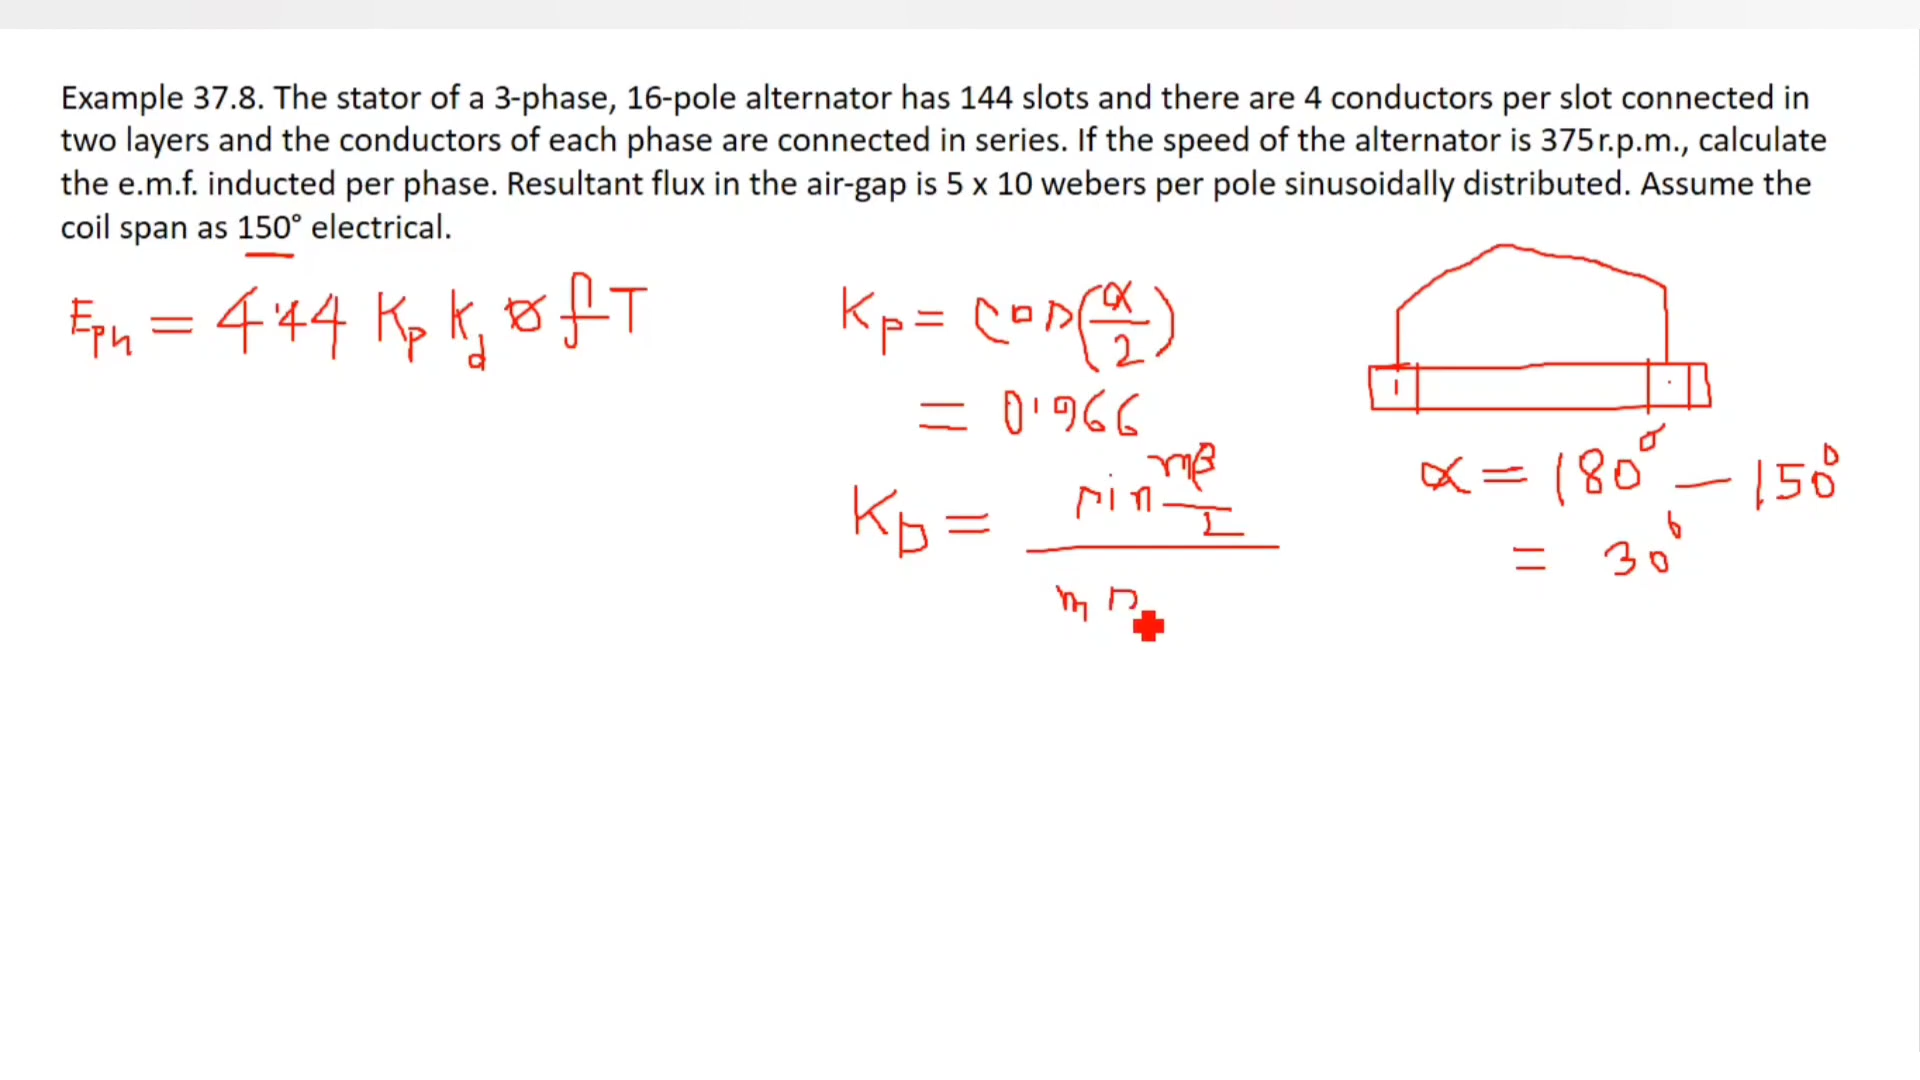 Example 37.8. The stator of a 3-phase, 16-pole alternator has 144 slots and there are 4 conductors per slot connected in
two layers and the conductors of each phase are connected in series. If the speed of the alternator is 375r.p.m., calculate
the e.m.f. inducted per phase. Resultant flux in the air-gap is 5 x 10 webers per pole sinusoidally distributed. Assume the
coil span as 150° electrical.
Eph = 4.44 Kp Kd Ø f T
Kp = cos(α/2)
= 0.966
KD = sin mβ/2
m s
α = 180° - 150°
= 30°